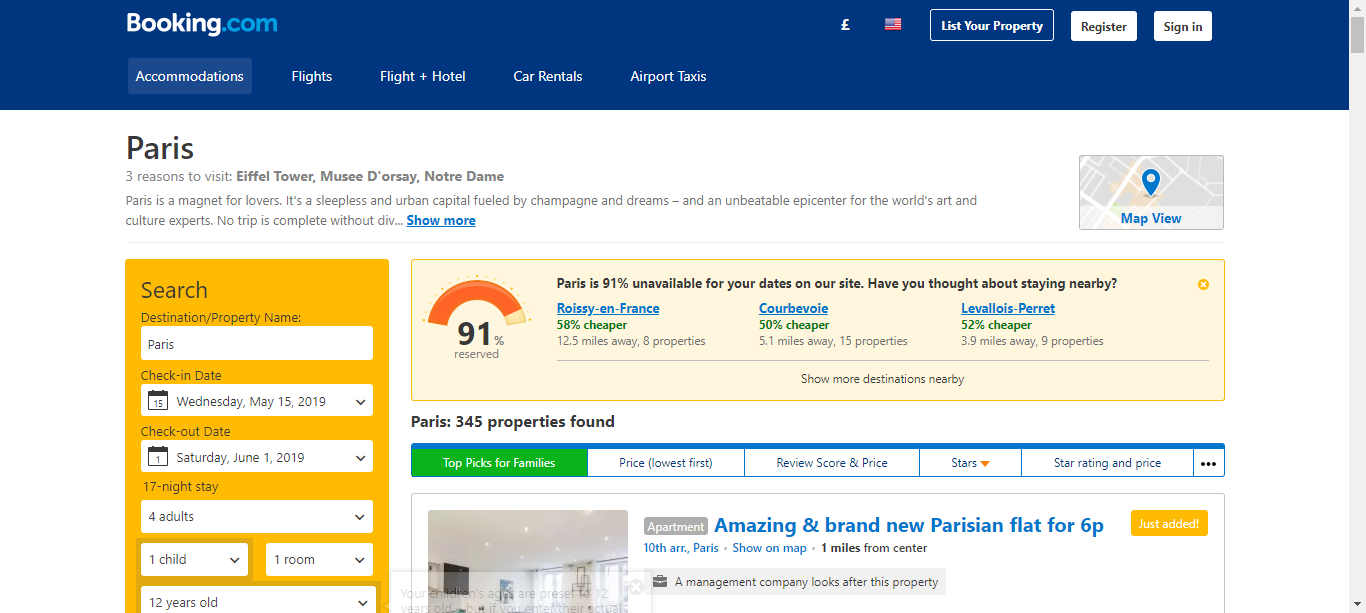 Booking.com
£
List Your Property
Register
Sign in
Accommodations
Flights
Flight + Hotel
Car Rentals
Airport Taxis
Paris
3 reasons to visit: Eiffel Tower, Musee D'orsay, Notre Dame
Paris is a magnet for lovers. It's a sleepless and urban capital fueled by champagne and dreams – and an unbeatable epicenter for the world's art and
culture experts. No trip is complete without div... Show more
Map View
Search
Destination/Property Name:
Paris
Check-in Date
15
Wednesday, May 15, 2019
Check-out Date
1
Saturday, June 1, 2019
17-night stay
4 adults
1 child
1 room
12 years old
91%
reserved
Paris is 91% unavailable for your dates on our site. Have you thought about staying nearby?
Roissy-en-France
58% cheaper
12.5 miles away, 8 properties
Courbevoie
50% cheaper
5.1 miles away, 15 properties
Levallois-Perret
52% cheaper
3.9 miles away, 9 properties
Show more destinations nearby
Paris: 345 properties found
Top Picks for Families
Price (lowest first)
Review Score & Price
Stars
Star rating and price
•••
Apartment Amazing & brand new Parisian flat for 6p
Just added!
10th arr., Paris • Show on map • 1 miles from center
A management company looks after this property
Your children's ages are preset to 12
years old - but if you enter their actual